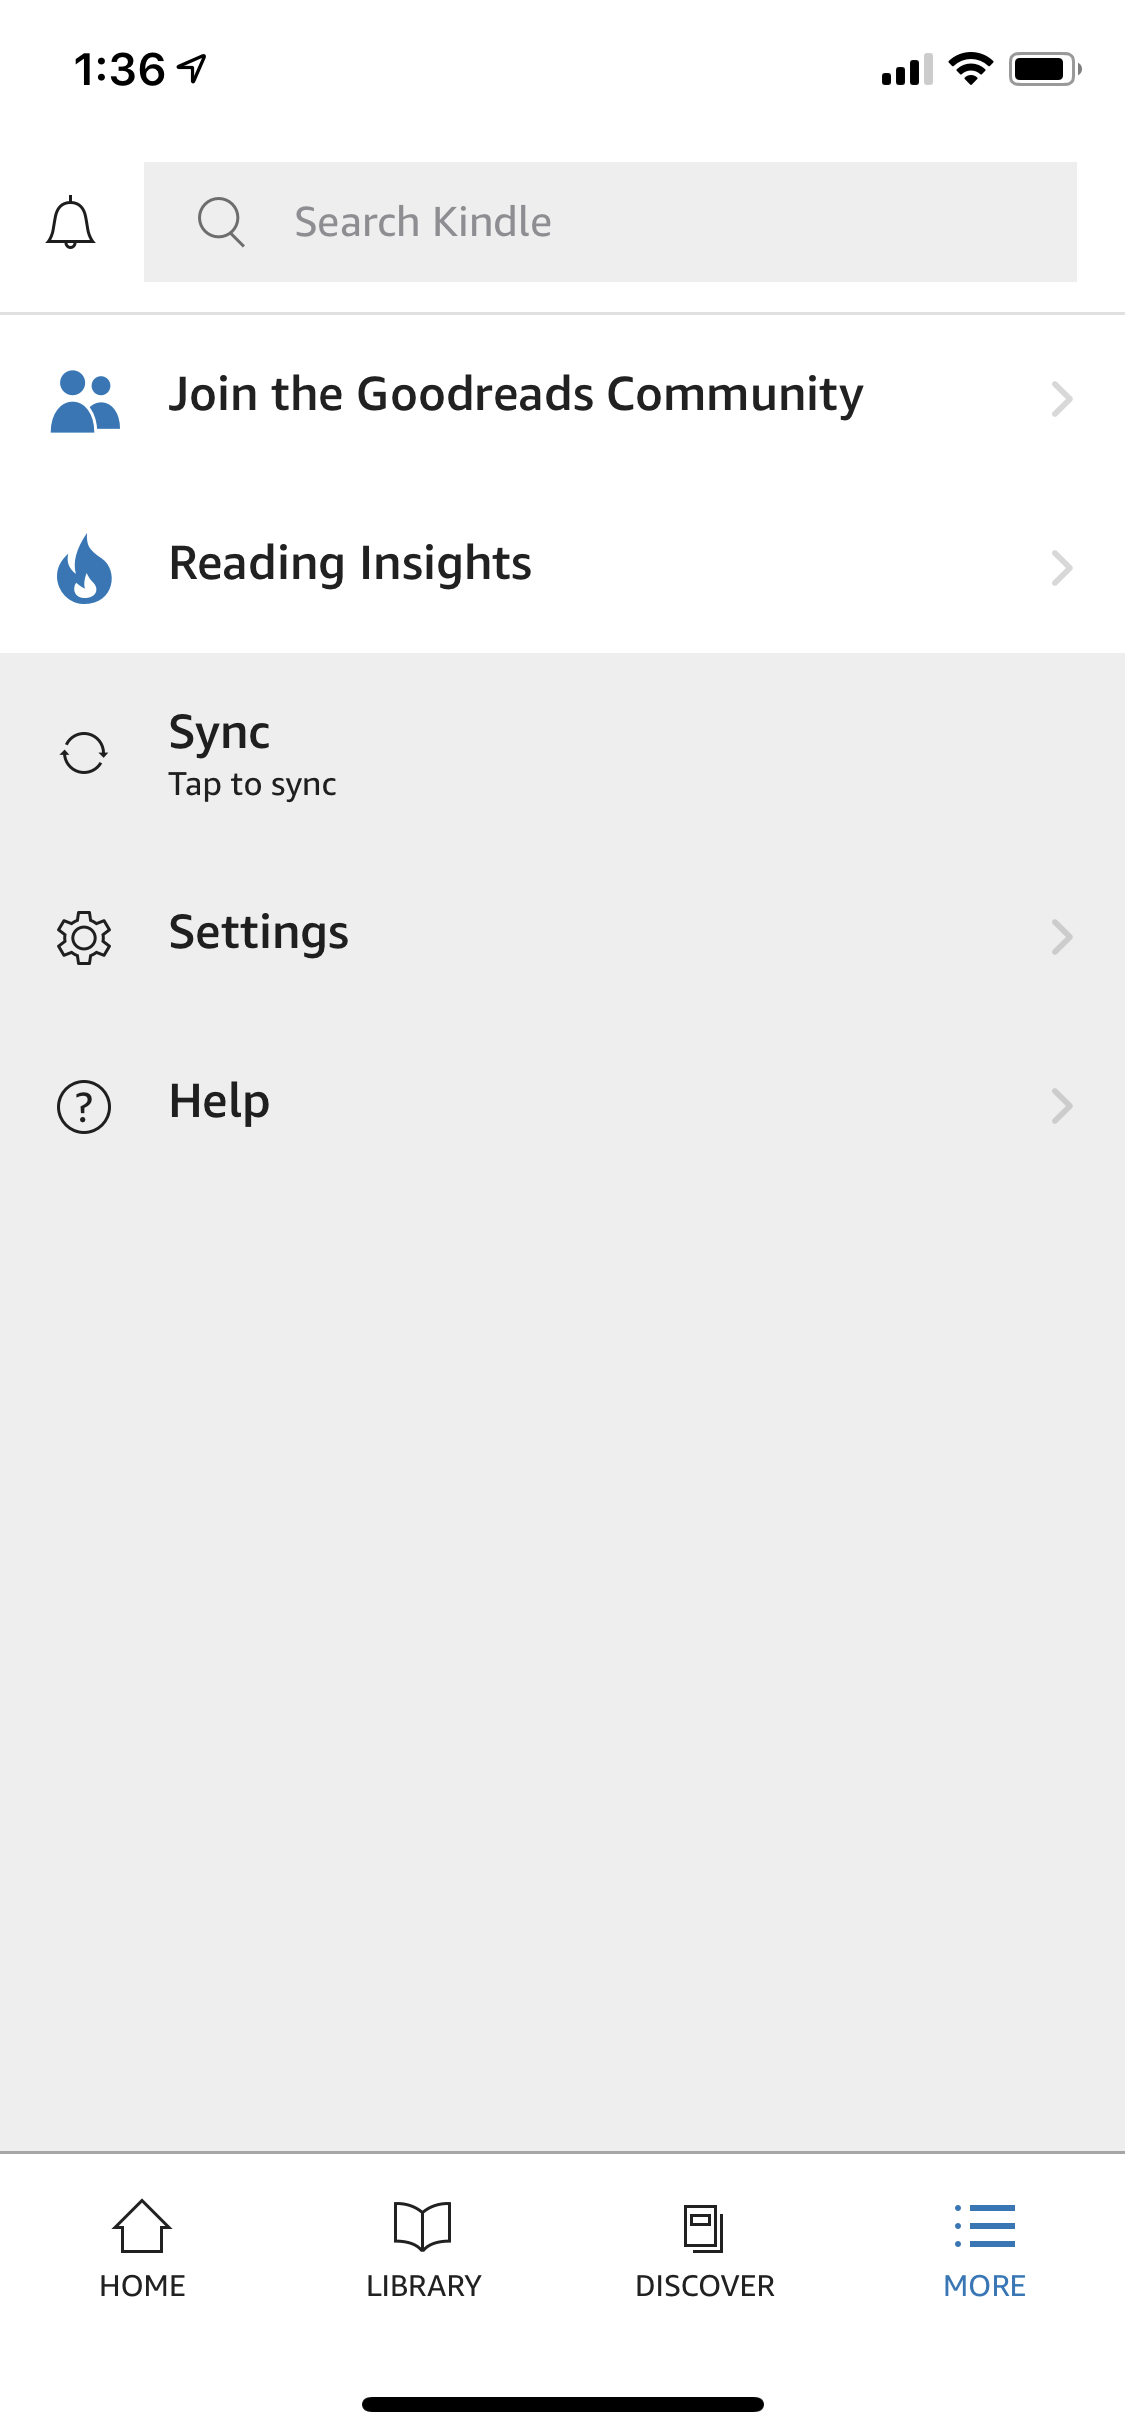 1:36
Search Kindle
Join the Goodreads Community
Reading Insights
Sync
Tap to sync
Settings
? Help
HOME LIBRARY DISCOVER MORE